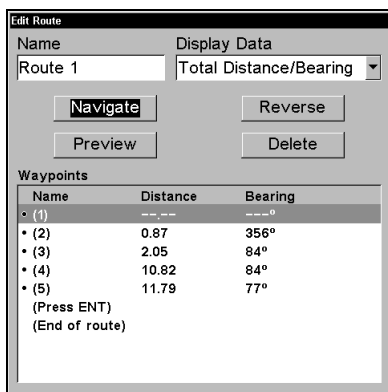 Edit Route
Name Display Data
Route 1 Total Distance/Bearing
Navigate Reverse
Preview Delete
Waypoints
Name Distance Bearing
• (1) --.-- ---º
• (2) 0.87 356º
• (3) 2.05 84º
• (4) 10.82 84º
• (5) 11.79 77º
(Press ENT)
(End of route)